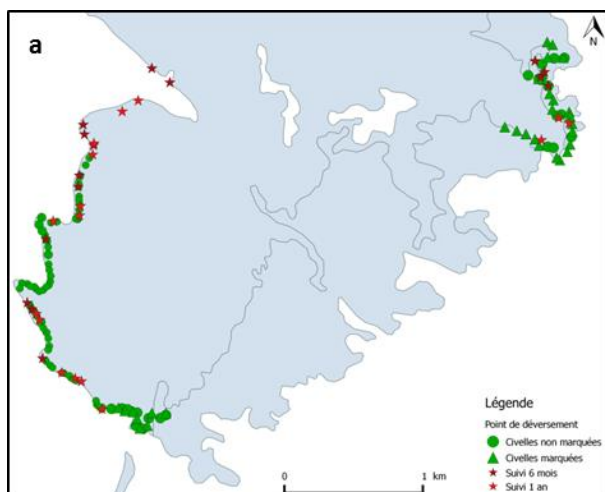 a
N
Légende
Point de déversement
Civelles non marquées
Civelles marquées
Suivi 6 mois
Suivi 1 an
0 1 km